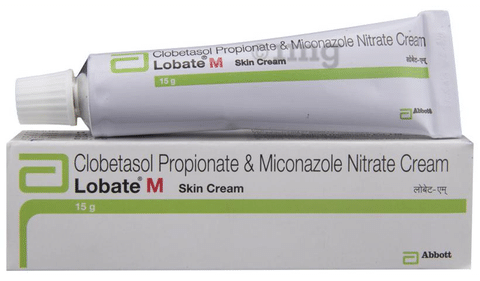 Clobetasol Propionate & Miconazole Nitrate Cream
Lobate® M Skin Cream
15 g
लोबेट-एम्
Abbott
Clobetasol Propionate & Miconazole Nitrate Cream
Lobate® M Skin Cream
लोबेट-एम्
15 g
Abbott